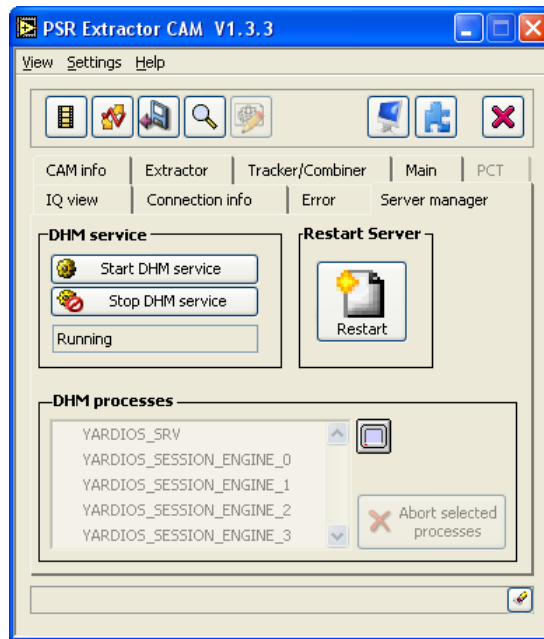 PSR Extractor CAM V1.3.3
View Settings Help
CAM info Extractor Tracker/Combiner Main PCT
IQ view Connection info Error Server manager
DHM service
Start DHM service
Stop DHM service
Running
Restart Server
Restart
DHM processes
YARDIOS_SRV
YARDIOS_SESSION_ENGINE_0
YARDIOS_SESSION_ENGINE_1
YARDIOS_SESSION_ENGINE_2
YARDIOS_SESSION_ENGINE_3
Abort selected
processes